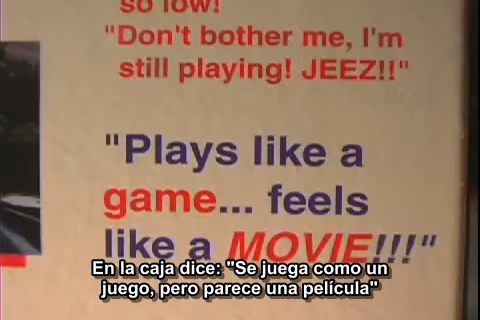 so low!
"Don't bother me, I'm
still playing! JEEZ!!"
"Plays like a
game... feels
like a MOVIE!!!"
En la caja dice: "Se juega como un
juego, pero parece una película"